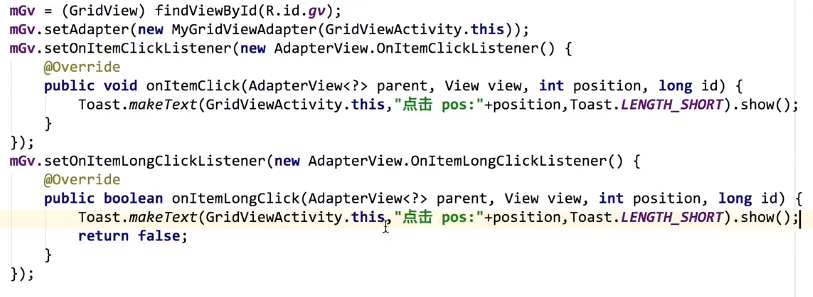 mGv = (GridView) findViewById(R.id.gv);
mGv.setAdapter(new MyGridViewAdapter(GridViewActivity.this));
mGv.setOnItemClickListener(new AdapterView.OnItemClickListener() {
    @Override
    public void onItemClick(AdapterView<?> parent, View view, int position, long id) {
        Toast.makeText(GridViewActivity.this,"点击 pos:"+position,Toast.LENGTH_SHORT).show();
    }
});
mGv.setOnItemLongClickListener(new AdapterView.OnItemLongClickListener() {
    @Override
    public boolean onItemLongClick(AdapterView<?> parent, View view, int position, long id) {
        Toast.makeText(GridViewActivity.this,"点击 pos:"+position,Toast.LENGTH_SHORT).show();
        return false;
    }
});